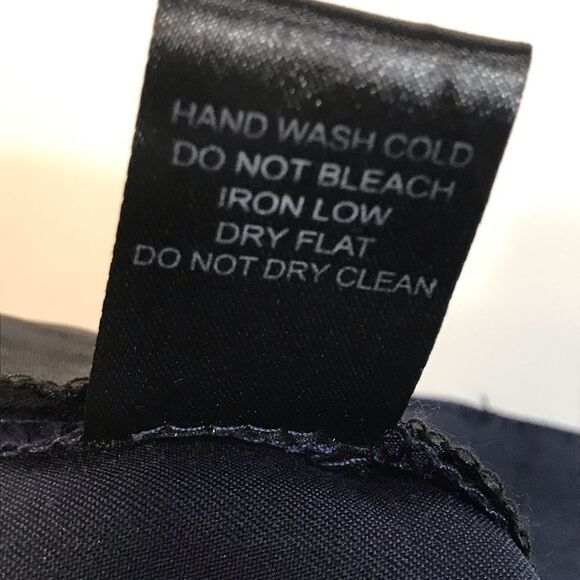 HAND WASH COLD
DO NOT BLEACH
IRON LOW
DRY FLAT
DO NOT DRY CLEAN